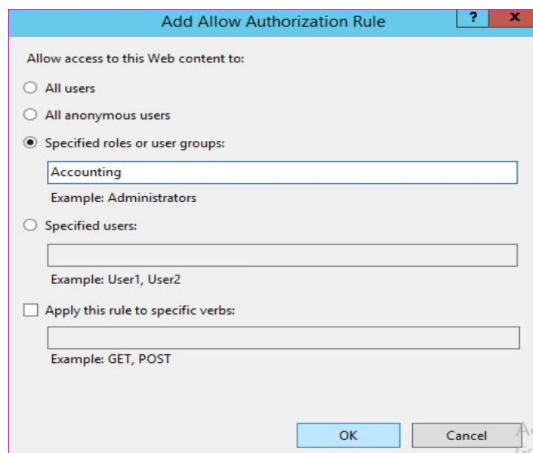 Add Allow Authorization Rule
? x
Allow access to this Web content to:
All users
All anonymous users
Specified roles or user groups:
Accounting
Example: Administrators
Specified users:
Example: User1, User2
Apply this rule to specific verbs:
Example: GET, POST
OK Cancel